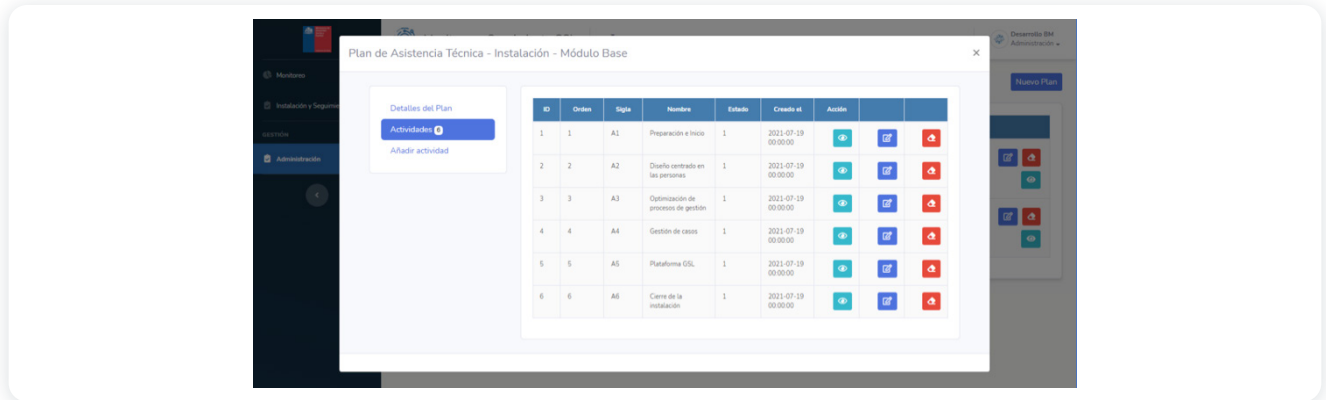 Desarrollo BM
Administración
Plan de Asistencia Técnica - Instalación - Módulo Base
×
Monitoreo
Nuevo Plan
Instalación y Seguimie
Detalles del Plan
Actividades 6
Añadir actividad
GESTIÓN
Administración
ID Orden Sigla Nombre Estado Creado el Acción
1 1 A1 Preparación e Inicio 1 2021-07-19
00:00:00
2 2 A2 Diseño centrado en 1 2021-07-19
las personas 00:00:00
3 3 A3 Optimización de 1 2021-07-19
procesos de gestión 00:00:00
4 4 A4 Gestión de casos 1 2021-07-19
00:00:00
5 5 A5 Plataforma GSL 1 2021-07-19
00:00:00
6 6 A6 Cierre de la 1 2021-07-19
instalación 00:00:00